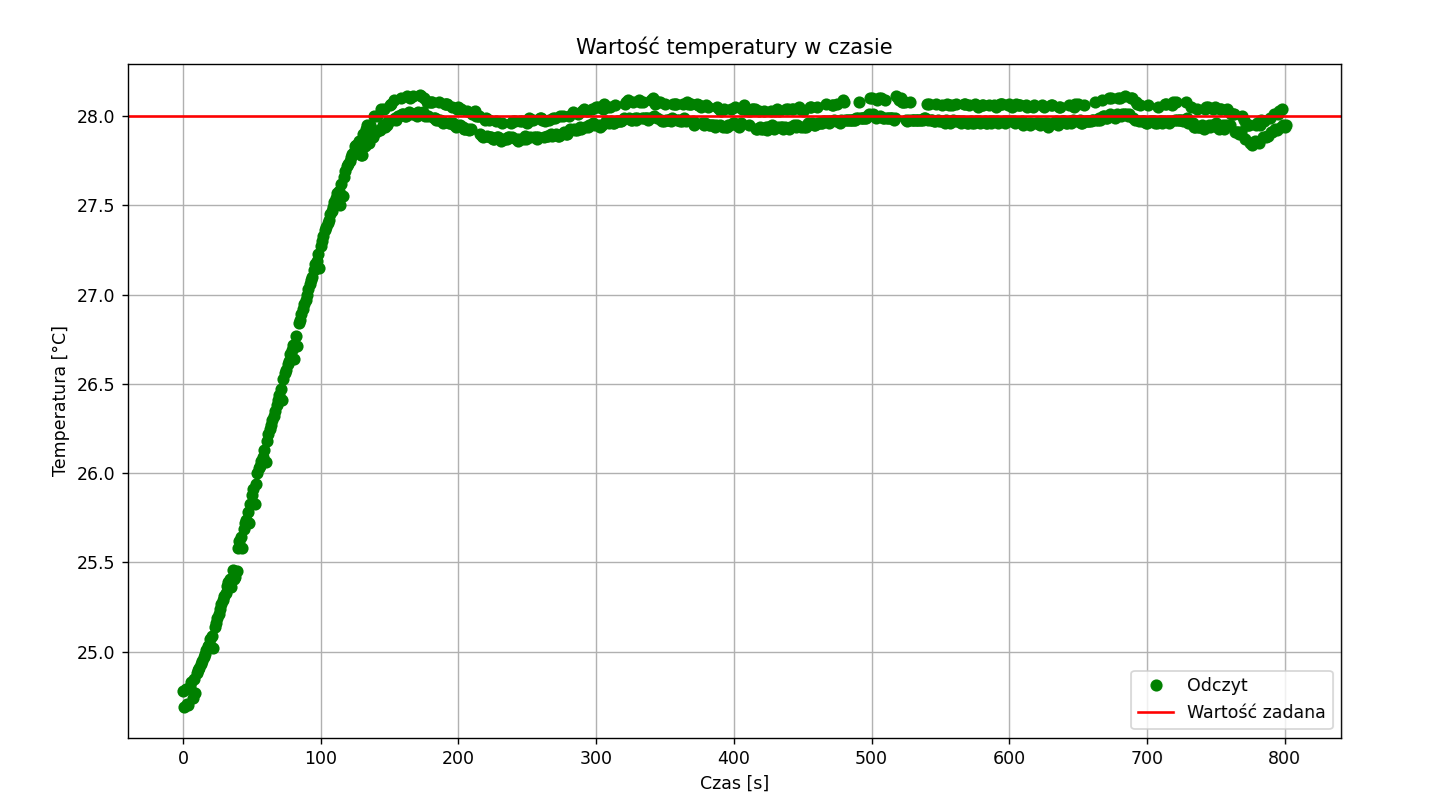 Wartość temperatury w czasie
Temperatura [°C]
28.0
27.5
27.0
26.5
26.0
25.5
25.0
0 100 200 300 400 500 600 700 800
Czas [s]
Odczyt
Wartość zadana